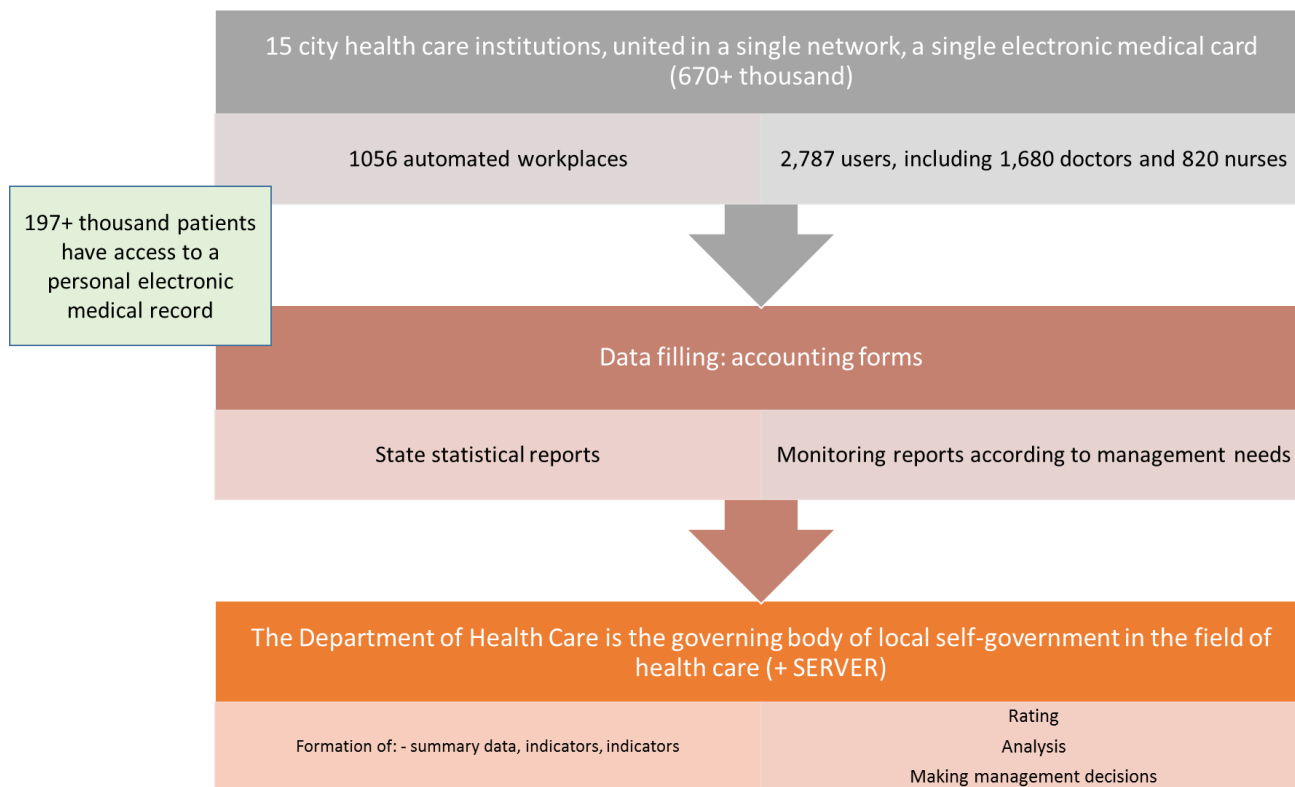 15 city health care institutions, united in a single network, a single electronic medical card
(670+ thousand)
1056 automated workplaces
2,787 users, including 1,680 doctors and 820 nurses
197+ thousand patients
have access to a
personal electronic
medical record
Data filling: accounting forms
State statistical reports
Monitoring reports according to management needs
The Department of Health Care is the governing body of local self-government in the field of
health care (+ SERVER)
Formation of: - summary data, indicators, indicators
Rating
Analysis
Making management decisions